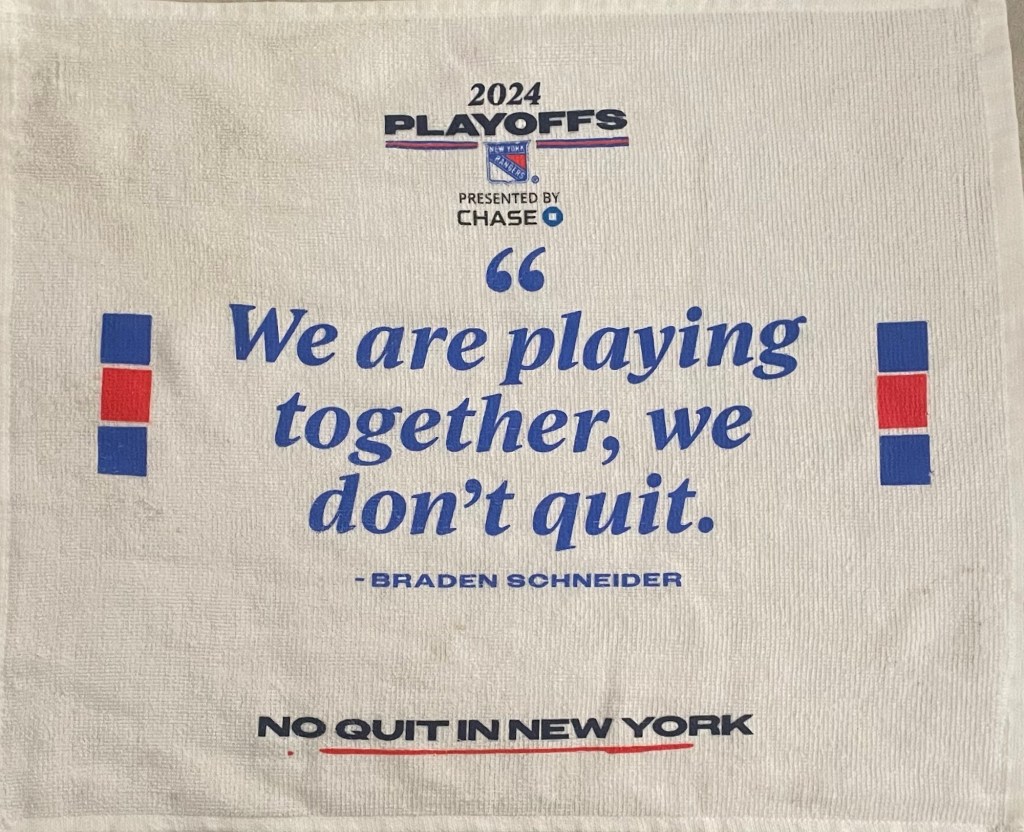 2024
PLAYOFFS
NEW YORK
RANGERS
®
PRESENTED BY
CHASE
“
We are playing
together, we
don’t quit.
- BRADEN SCHNEIDER
NO QUIT IN NEW YORK